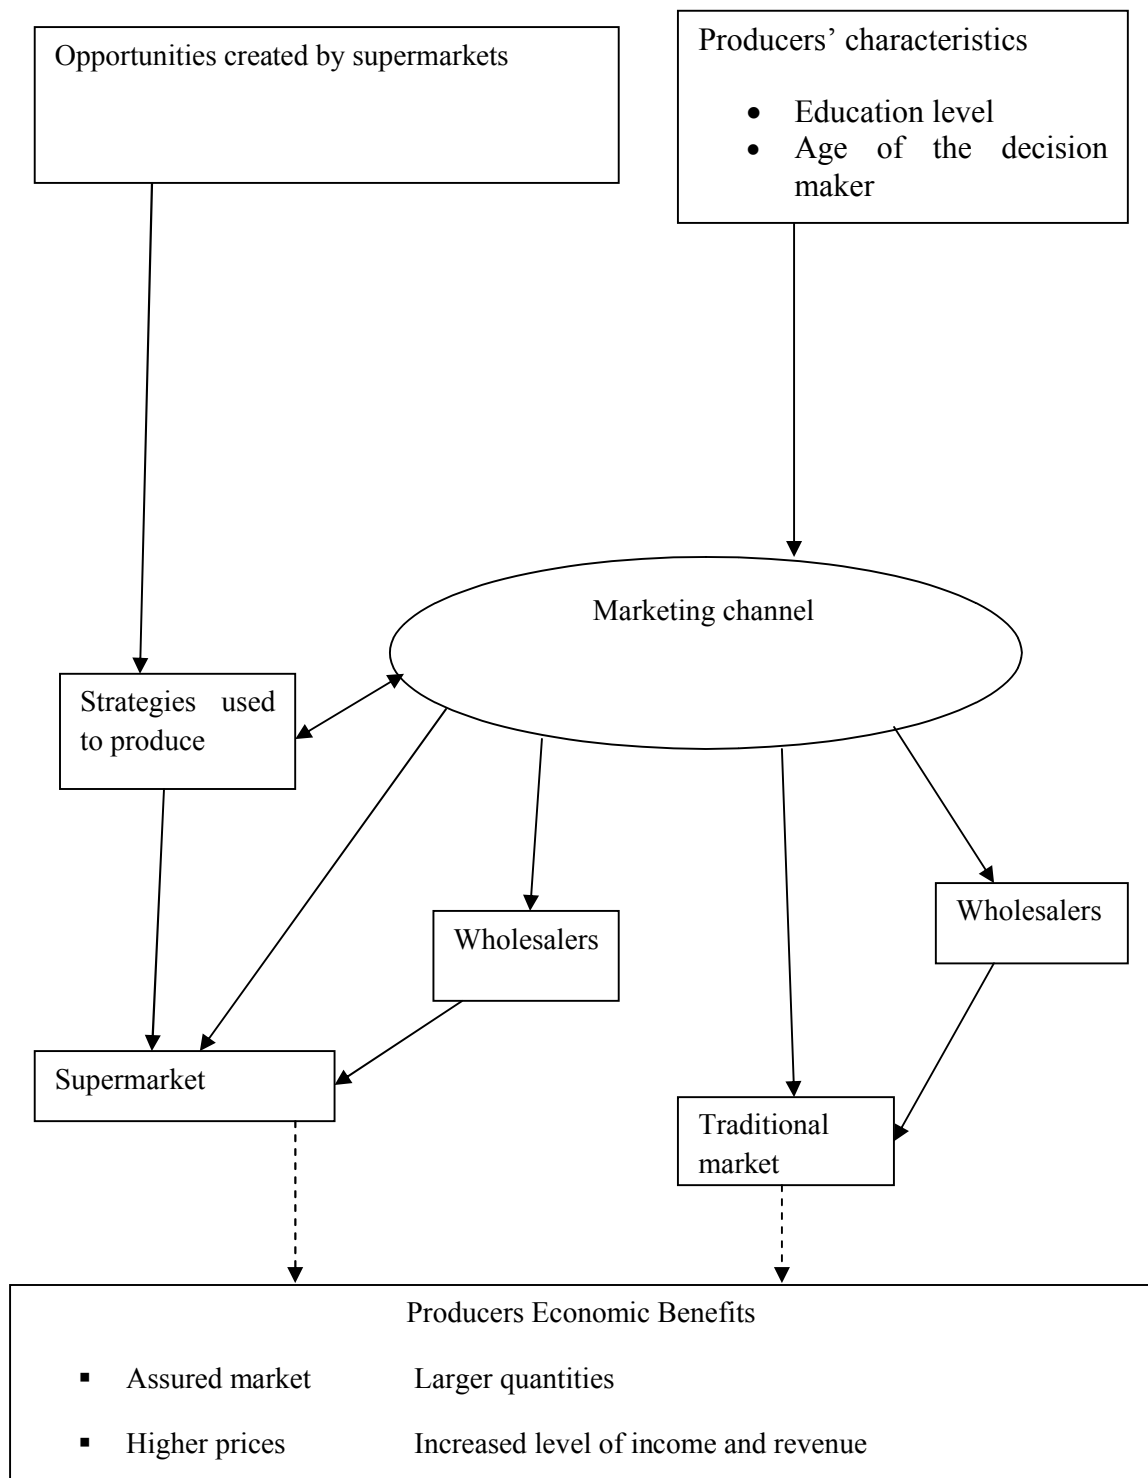 Opportunities created by supermarkets
Producers’ characteristics
• Education level
• Age of the decision
maker
Marketing channel
Strategies used
to produce
Wholesalers
Wholesalers
Supermarket
Traditional
market
Producers Economic Benefits
▪ Assured market Larger quantities
▪ Higher prices Increased level of income and revenue